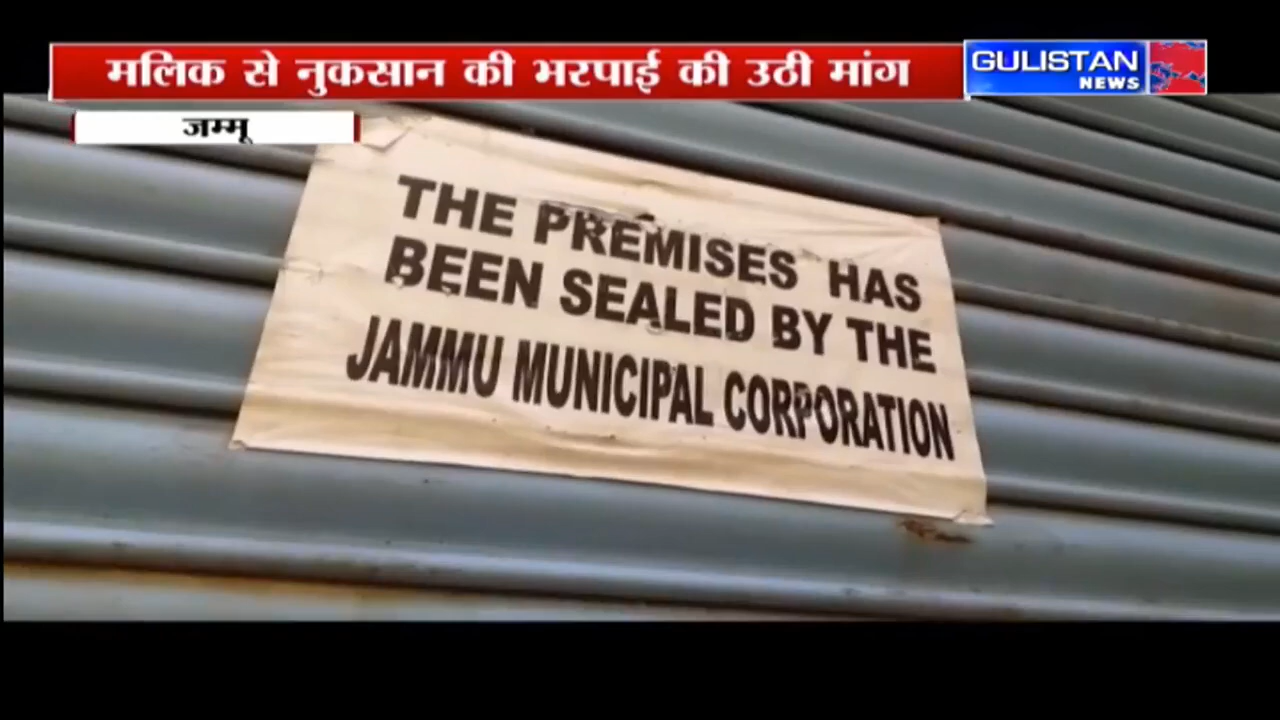 मलिक से नुकसान की भरपाई की उठी मांग
GULISTAN
NEWS
जम्मू
THE PREMISES HAS
BEEN SEALED BY THE
JAMMU MUNICIPAL CORPORATION